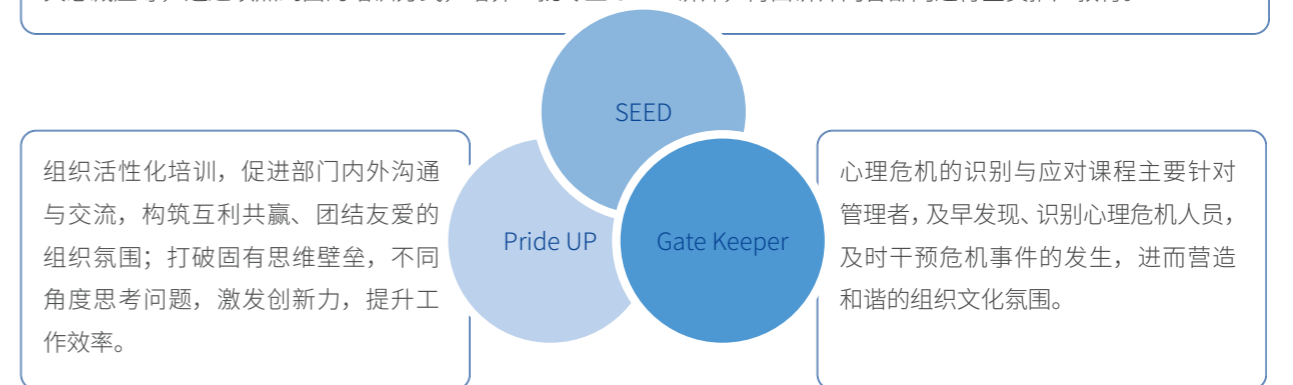 SEED
组织活性化培训，促进部门内外沟通
与交流，构筑互利共赢、团结友爱的
组织氛围；打破固有思维壁垒，不同
角度思考问题，激发创新力，提升工
作效率。
Pride UP
Gate Keeper
心理危机的识别与应对课程主要针对
管理者，及早发现、识别心理危机人员，
及时干预危机事件的发生，进而营造
和谐的组织文化氛围。